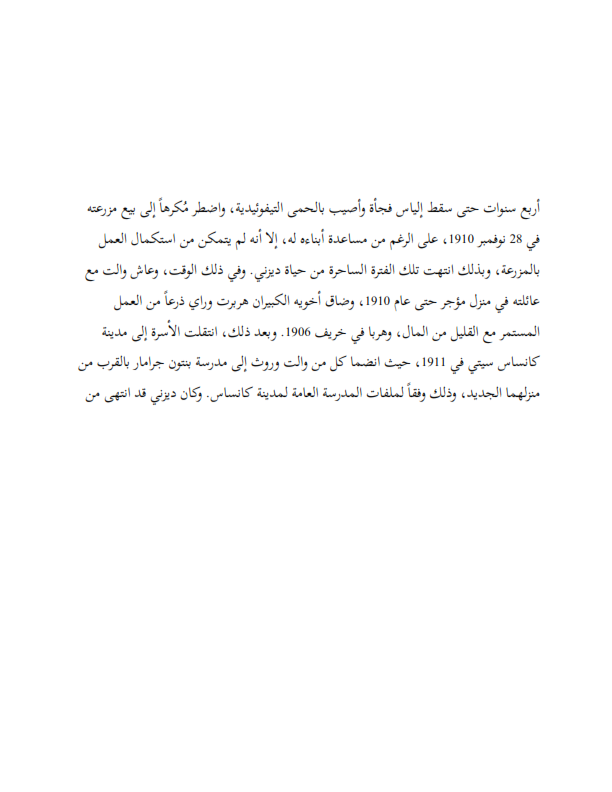 أربع سنوات حتى سقط إلياس فجأة وأصيب بالحمى التيفوئيدية، واضطر مُكرهاً إلى بيع مزرعته
في 28 نوفمبر 1910، على الرغم من مساعدة أبناءه له، إلا أنه لم يتمكن من استكمال العمل
بالمزرعة، وبذلك انتهت تلك الفترة الساحرة من حياة ديزني. وفي ذلك الوقت، وعاش والت مع
عائلته في منزل مؤجر حتى عام 1910، وضاق أخويه الكبيران هربرت وراي ذرعاً من العمل
المستمر مع القليل من المال، وهربا في خريف 1906. وبعد ذلك، انتقلت الأسرة إلى مدينة
كانساس سيتي في 1911، حيث انضما كل من والت وروث إلى مدرسة بنتون جرامار بالقرب من
منزلهما الجديد، وذلك وفقاً لملفات المدرسة العامة لمدينة كانساس. وكان ديزني قد انتهى من